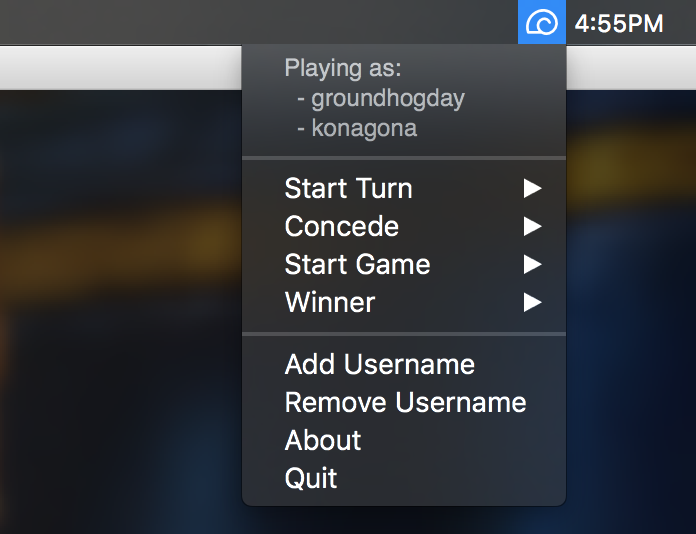 4:55PM
Playing as:
- groundhogday
- konagona
Start Turn
Concede
Start Game
Winner
Add Username
Remove Username
About
Quit